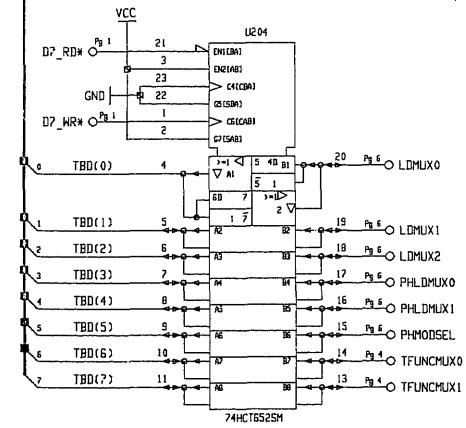 VCC
U204
D7_RD* Pg 1 21 EN1[BA]
3 EN2[AB]
23 C4[CBA]
GND 22 G5[SBA]
D7_WR* Pg 1 1 C6[CAB]
2 G7[SAB]
0 TBD(0) 4 >=1 A1 5 4D B1 20 Pg 6 LDMUX0
5 1
6D 7 >=1
1 7 2
1 TBD(1) 5 A2 B2 19 Pg 6 LDMUX1
2 TBD(2) 6 A3 B3 18 Pg 6 LDMUX2
3 TBD(3) 7 A4 B4 17 Pg 6 PHLDMUX0
4 TBD(4) 8 A5 B5 16 Pg 6 PHLDMUX1
5 TBD(5) 9 A6 B6 15 Pg 6 PHMODSEL
6 TBD(6) 10 A7 B7 14 Pg 4 TFUNCMUX0
7 TBD(7) 11 A8 B8 13 Pg 4 TFUNCMUX1
74HCT652SM